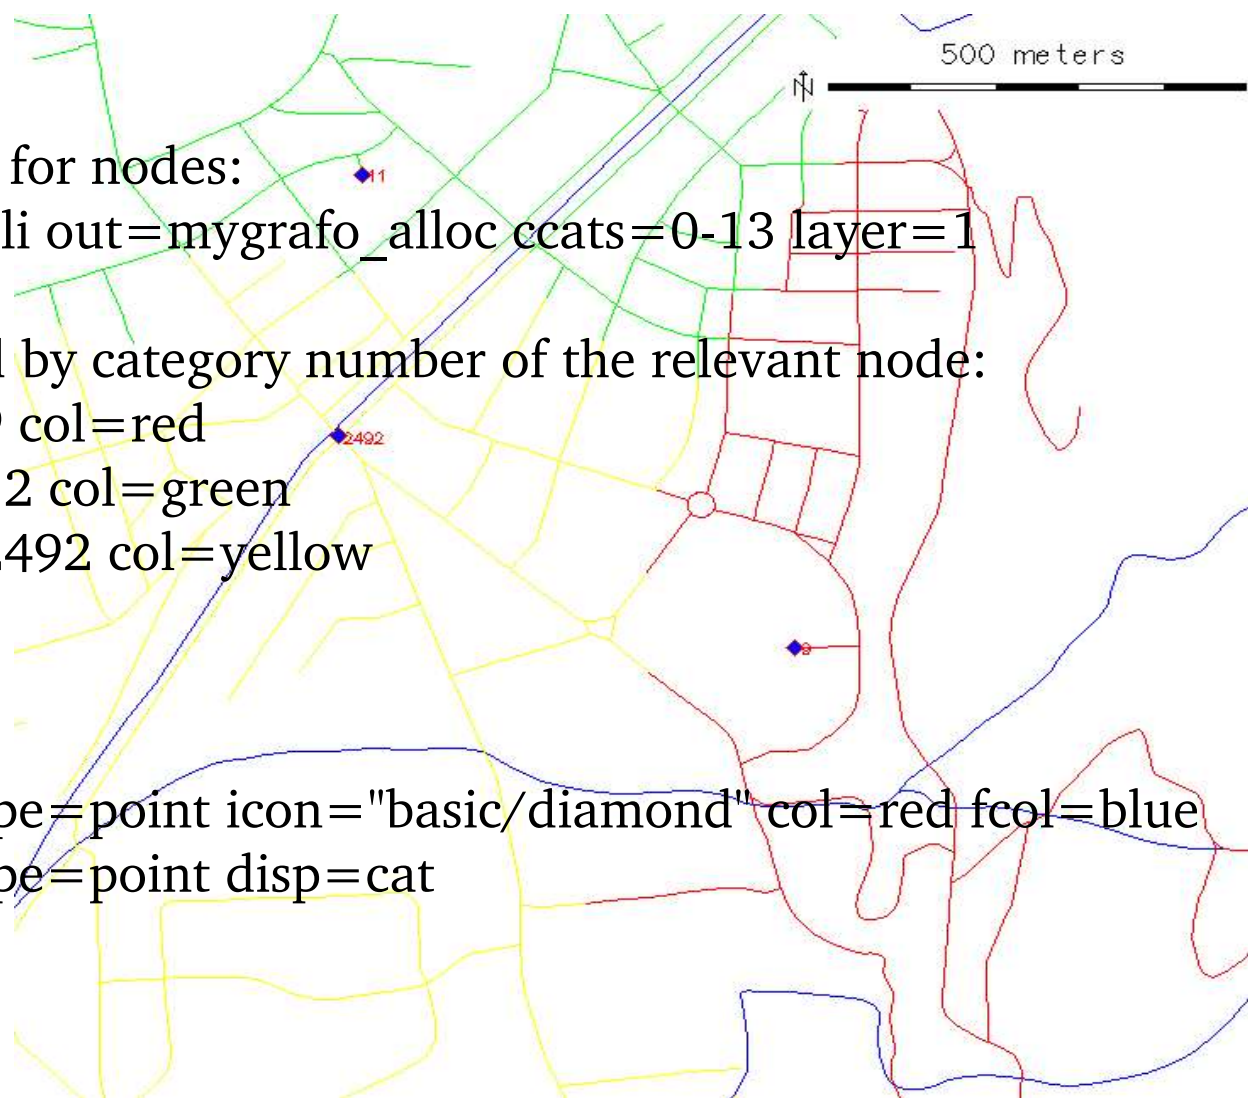 500 meters
N
for nodes:
11
li out=mygrafo_alloc ccats=0-13 layer=1
by category number of the relevant node:
col=red
2492
2 col=green
492 col=yellow
9
pe=point icon="basic/diamond" col=red fcol=blue
pe=point disp=cat